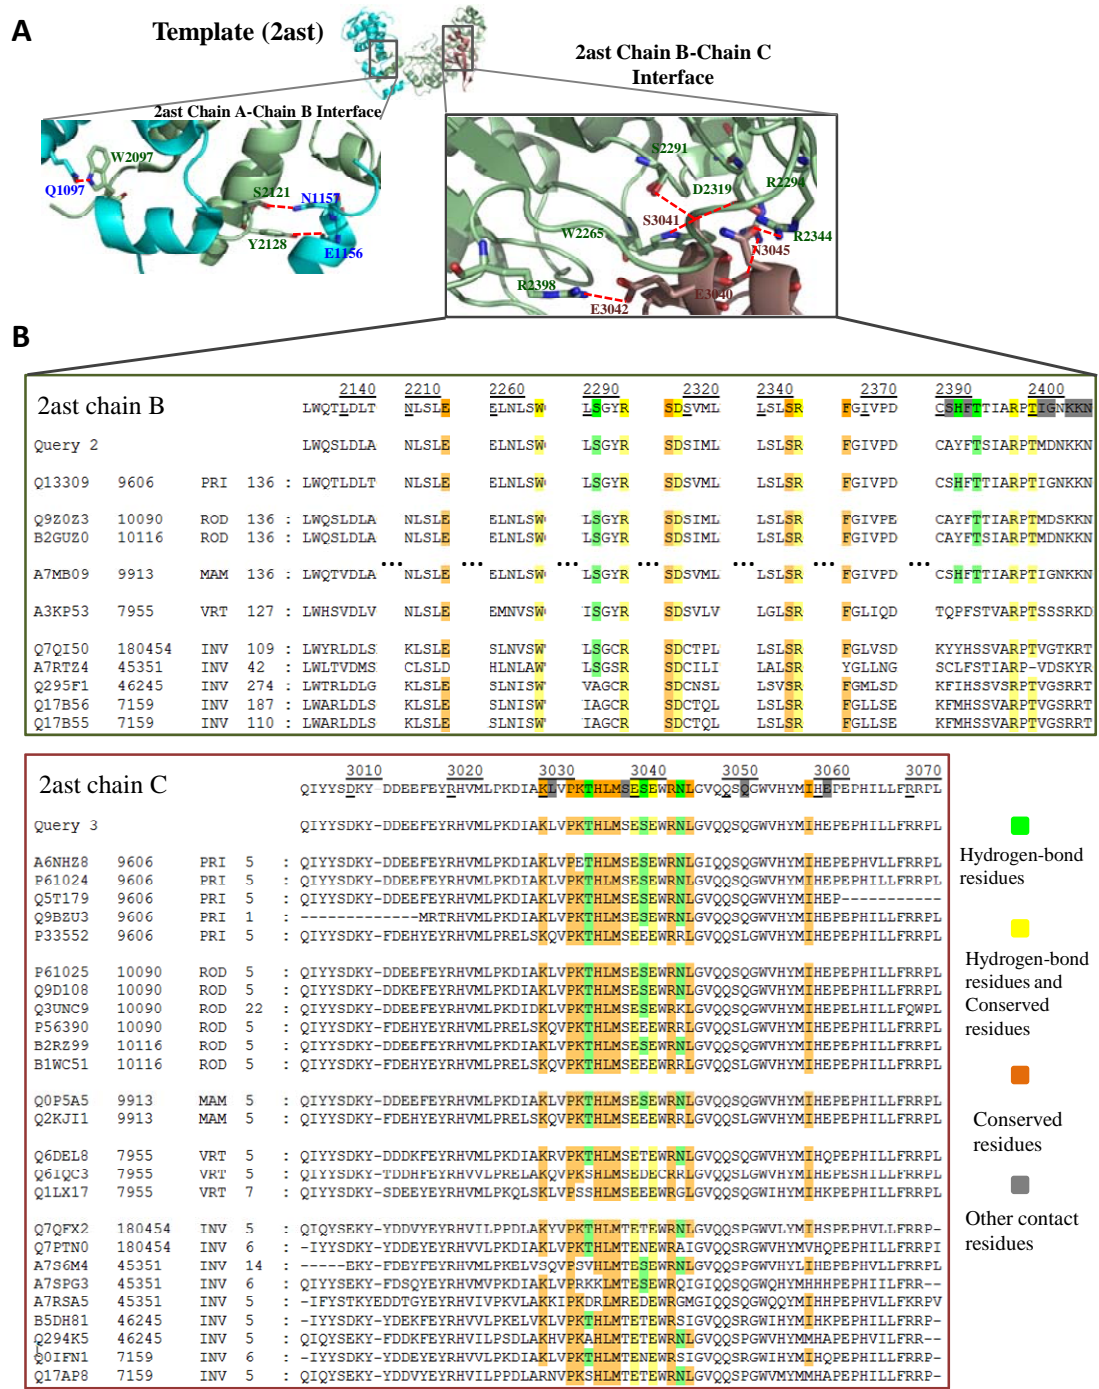 A
Template (2ast)
2ast Chain B-Chain C
Interface
2ast Chain A-Chain B Interface
W2097
Q1097
S2121
N1157
Y2128
E1156
S2291
D2319
R2294
S3041
W2265
R2344
N3045
R2398
E3040
E3042
B
2140 2210 2260 2290 2320 2340 2370 2390 2400
2ast chain B LWQTLDLT NLSLE ELNLSW LSGYR SDSVML LSLSR FGIVPD CSHFTTIARPTIGNKKN
Query 2 LWQSLDLA NLSLE ELNLSW LSGYR SDSIML LSLSR FGIVPD CAYFTSIARPTMDNKKN
Q13309 9606 PRI 136 : LWQTLDLT NLSLE ELNLSW LSGYR SDSVML LSLSR FGIVPD CSHFTTIARPTIGNKKN
Q9Z0Z3 10090 ROD 136 : LWQSLDLA NLSLE ELNLSW LSGYR SDSIML LSLSR FGIVPE CAYFTTIARPTMDSKKN
B2GUZ0 10116 ROD 136 : LWQSLDLA NLSLE ELNLSW LSGYR SDSIML LSLSR FGIVPD CAYFTTIARPTMDNKKN
... ... ... ... ... ... ...
A7MB09 9913 MAM 136 : LWQTVDLA NLSLE ELNLSW LSGYR SDSVML LSLSR FGIVPD CSHFTTIARPTIGNKKN
A3KP53 7955 VRT 127 : LWHSVDLV NLSLE EMNVSW ISGYR SDSVLV LGLSR FGLIQD TQPFSTVARPTSSSRKD
Q7QI50 180454 INV 109 : LWYRLDLS KLSLE SLNVSW LSGCR SDCTPL LSLSR FGLVSD KYYHSSVARPTVGTKRT
A7RTZ4 45351 INV 42 : LWLTVDMS CLSLD HLNLAW LSGSR SDCILI LALSR YGLLNG SCLFSTIARP-VDSKYR
Q295F1 46245 INV 274 : LWTRLDLG KLSLE SLNISW VAGCR SDCNSL LSVSR FGMLSD KFIHSSVSRPTVGSRRT
Q17B56 7159 INV 187 : LWARLDLS KLSLE SLNISW IAGCR SDCTQL LSLSR FGLLSE KFMHSSVARPTVGSRRT
Q17B55 7159 INV 110 : LWARLDLS KLSLE SLNISW IAGCR SDCTQL LSLSR FGLLSE KFMHSSVARPTVGSRRT
3010 3020 3030 3040 3050 3060 3070
2ast chain C QIYYSDKY-DDEEFEYRHVMLPKDIAKLVPKTHLMSESEWRNLGVQQSQGWVHYMIHEPEPHILLFRRPL
Query 3 QIYYSDKY-DDEEFEYRHVMLPKDIAKLVPKTHLMSESEWRNLGVQQSQGWVHYMIHEPEPHILLFRRPL
A6NHZ8 9606 PRI 5 : QIYYSDKY-DDEEFEYRHVMLPKDIAKLVPETHLMSESEWRNLGIQQSQGWVHYMIHEPEPHVLLFRRPL
P61024 9606 PRI 5 : QIYYSDKY-DDEEFEYRHVMLPKDIAKLVPKTHLMSESEWRNLGVQQSQGWVHYMIHEPEPHILLFRRPL
Q5T179 9606 PRI 5 : QIYYSDKY-DDEEFEYRHVMLPKDIAKLVPKTHLMSESEWRNLGVQQSQGWVHYMIHEP-----------
Q9BZU3 9606 PRI 1 : -------------MRTRHVMLPKDIAKLVPKTHLMSESEWRNLGVQQSQGWVHYMIHEPEPHILLFRRPL
P33552 9606 PRI 5 : QIYYSDKY-FDEHYEYRHVMLPRELSKQVPKTHLMSEEEWRRLGVQQSLGWVHYMIHEPEPHILLFRRPL
P61025 10090 ROD 5 : QIYYSDKY-DDEEFEYRHVMLPKDIAKLVPKTHLMSESEWRNLGVQQSQGWVHYMIHEPEPHILLFRRPL
Q9D108 10090 ROD 5 : QIYYSDKY-DDEKFEYRHVMLPKDIAKLVPKTHLMSESEWRNLGVQQSQGWVHYMIHEPEPHILLFRRPL
Q3UNC9 10090 ROD 22 : QIYYSDKY-DDEEFEYRHVMLPKDIDKLVPKTHLMSESEWRKLGVQQSQGWVHYMIHEPELHILLFQWPL
P56390 10090 ROD 5 : QIYYSDKY-FDEHYEYRHVMLPRELSKQVPKTHLMSEEEWRRLGVQQSLGWVHYMIHEPEPHILLFRRPL
B2RZ99 10116 ROD 5 : QIYYSDKY-DDEEFEYRHVMLPKDIAKLVPKTHLMSESEWRNLGVQQSQGWVHYMIHEPEPHILLFRRPL
B1WC51 10116 ROD 5 : QIYYSDKY-FDEHYEYRHVMLPRELSKQVPKTHLMSEEEWRRLGVQQSLGWVHYMIHEPEPHILLFRRPL
Q0P5A5 9913 MAM 5 : QIYYSDKY-DDEEFEYRHVMLPKDIAKLVPKTHLMSESEWRNLGVQQSQGWVHYMIHEPEPHILLFRRPL
Q2KJI1 9913 MAM 5 : QIYYSDKY-FDEHYEYRHVMLPRELSKQVPKTHLMSEEEWRRLGVQQSLGWVHYMIHEPEPHILLFRRPL
Q6DEL8 7955 VRT 5 : QIYYSDKY-DDEKFEYRHVMLPKDIAKRVPKTHLMSETEWRNLGVQQSQGWVHYMIHQPEPHILLFRRPL
Q6IQC3 7955 VRT 5 : QIYYSDKY-TDDHFEYRHVVLPRELAKQVPKSHLMSEDECRRLGVQQSLGWVHYMIHEPESHILLFRRPL
Q1LX17 7955 VRT 7 : QIYYSDKY-SDEEYEYRHVMLPKQLSKLVPSSHLMSEEEWRGLGVQQSQGWIHYMIHKPEPHILLFRRPL
Q7QFX2 180454 INV 5 : QIQYSEKY-YDDVYEYRHVILPPDLAKYVPKTHLMTETEWRNLGVQQSPGWVLYMIHSPEPHVLLFRRP-
Q7PTN0 180454 INV 6 : -IYYSDKY-YDDEYEYRHVVLPKDLAKLVPKTHLMTENEWRAIGVQQSRGWVHYMVHQPEPHILLFRRPI
A7S6M4 45351 INV 14 : -----EKY-FDEYEYRHVMLPKELVSQVPSVHLMTESEWRNLGVQQSPGWVHYLIHEPEPHILLFRRPL
A7SPG3 45351 INV 6 : QIYYSEKY-FDSQYEYRHVMVPKDIAKLVPRKKLMTESEWRQIGIQQSQGWQHYMHHHPEPHIILFRR--
A7RSA5 45351 INV 5 : -IFYSTKYEDDTGYEYRHVIVPKVLAKKIPKDRLMREDEWRGMGIQQSQGWQQYMIHHPEPHILLFKRPV
B5DH81 46245 INV 5 : QIYYSDKY-YDEKFEYRHVVLPKELVKLVPKTHLMTETEWRSIGVQQSRGWIHYMIHKPEPHILLFRRP-
Q294K5 46245 INV 5 : QIQYSEKY-FDDKFEYRHVILPSDLAKHVPKAHLMTETEWRNLGVQQSPGWVHYMMHAPEPHVILFRR--
Q0IFN1 7159 INV 6 : -IYYSDKY-YDDEYEYRHVVLPKDLAKLVPKTHLMTENEWRSIGVQQSRGWIHYMIHQPEPHILLFRRP-
Q17AP8 7159 INV 5 : QIQYSEKY-YDDVYEYRHVILPPDLARNVPKSHLMTETEWRNLGVQQSPGWVMYMMHAPEPHVLLFRRP-
Hydrogen-bond
residues
Hydrogen-bond
residues and
Conserved
residues
Conserved
residues
Other contact
residues